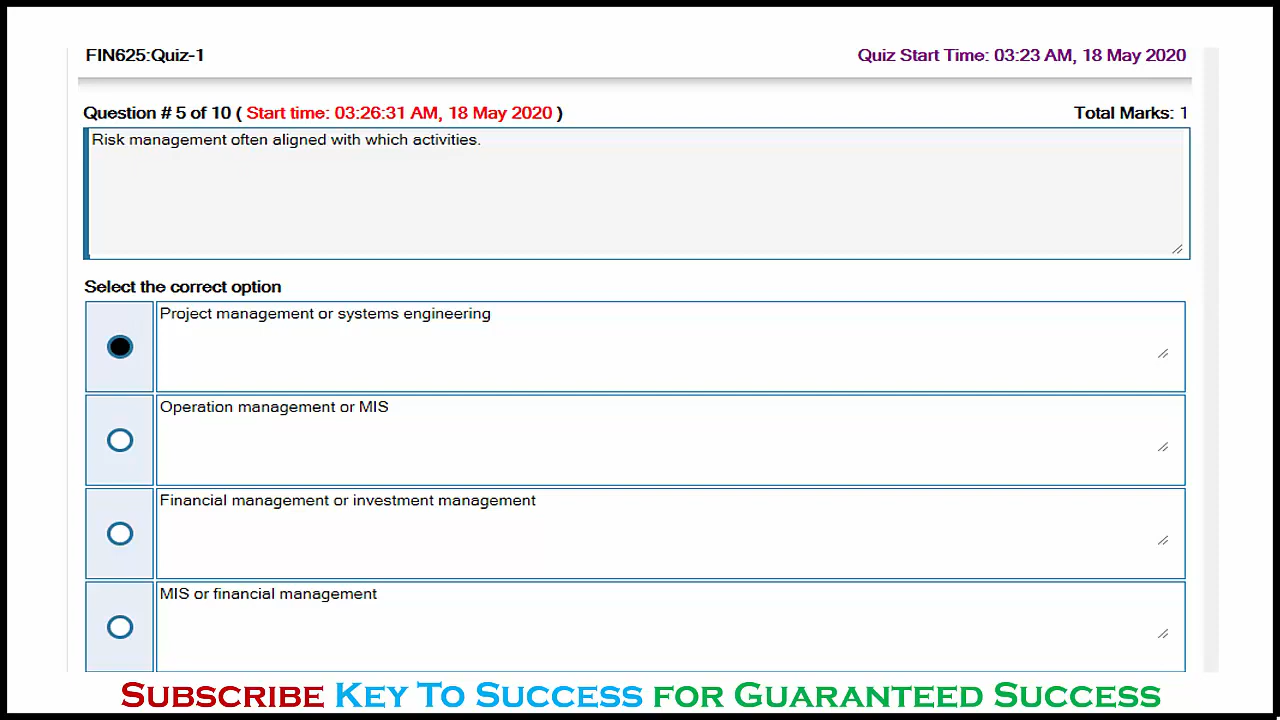 FIN625:Quiz-1 Quiz Start Time: 03:23 AM, 18 May 2020
Question # 5 of 10 ( Start time: 03:26:31 AM, 18 May 2020 ) Total Marks: 1
Risk management often aligned with which activities.
Select the correct option
Project management or systems engineering
Operation management or MIS
Financial management or investment management
MIS or financial management
SUBSCRIBE KEY TO SUCCESS FOR GUARANTEED SUCCESS